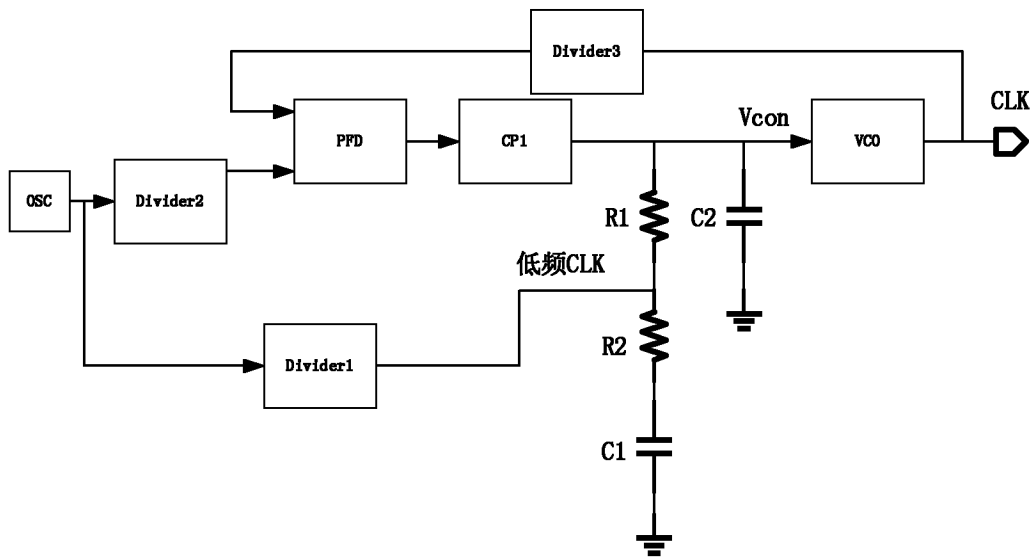 Divider3
CLK
Vcon
PFD
CP1
VCO
OSC
Divider2
R1
C2
低频CLK
R2
Divider1
C1